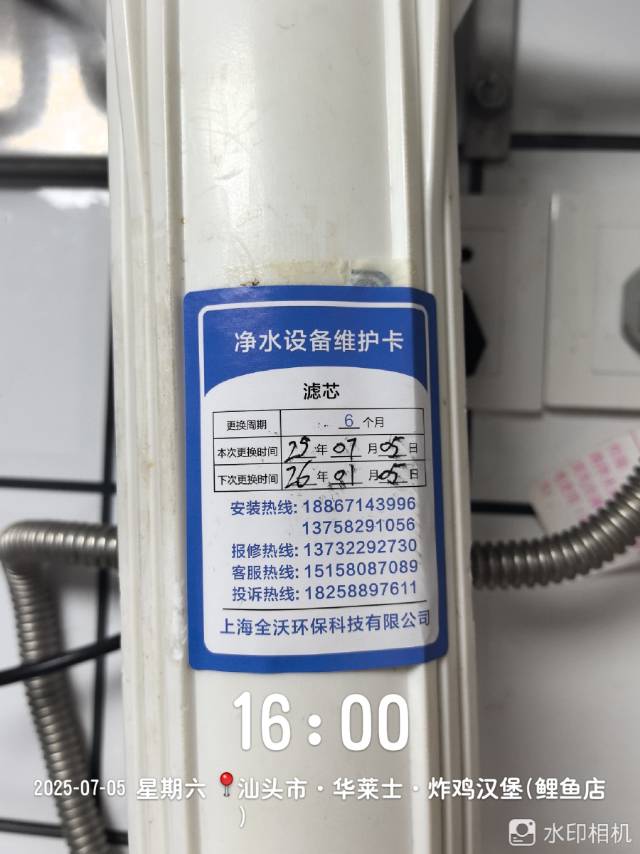 净水设备维护卡
滤芯
更换周期 6 个月
本次更换时间 25 年 07 月 05 日
下次更换时间 26 年 01 月 05 日
安装热线: 18867143996
13758291056
报修热线: 13732292730
客服热线: 15158087089
投诉热线: 18258897611
上海全沃环保科技有限公司
16:00
2025-07-05 星期六 📍汕头市·华莱士·炸鸡汉堡(鲤鱼店
)
水印相机